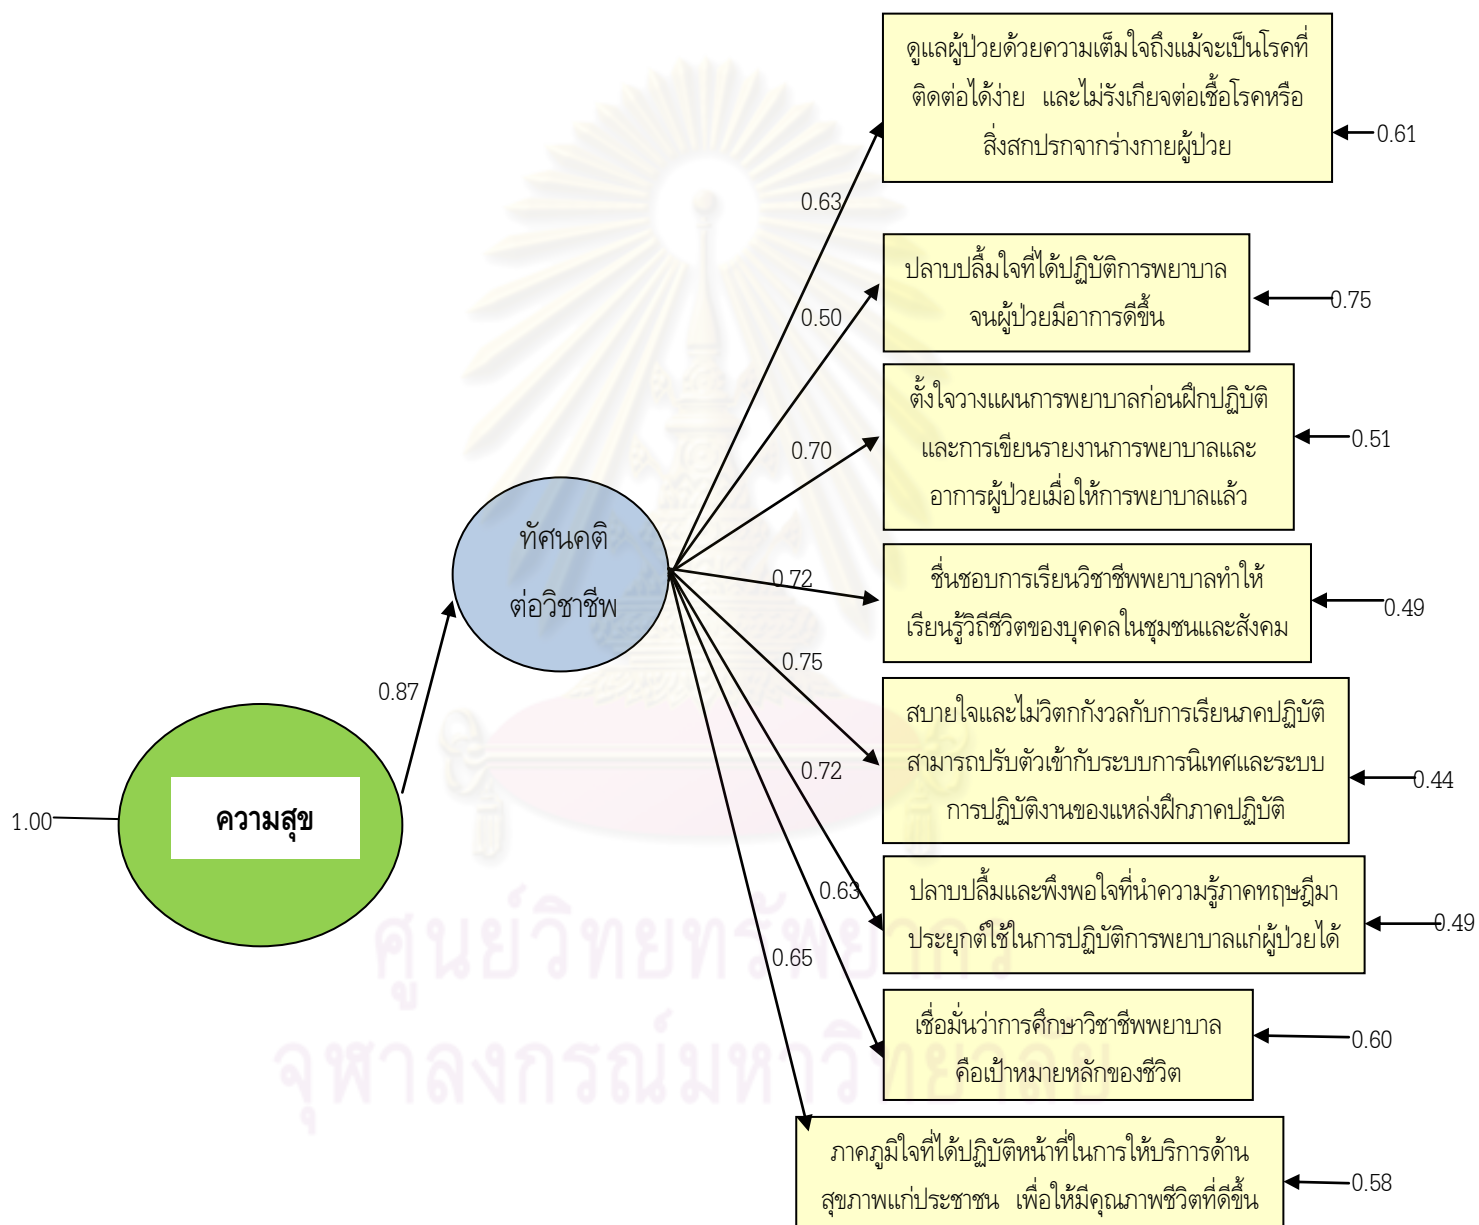 ดูแลผู้ป่วยด้วยความเต็มใจถึงแม้จะเป็นโรคที่
ติดต่อได้ง่าย และไม่รังเกียจต่อเชื้อโรคหรือ
สิ่งสกปรกจากร่างกายผู้ป่วย
0.61
0.63
ปลาบปลื้มใจที่ได้ปฏิบัติการพยาบาล
จนผู้ป่วยมีอาการดีขึ้น
0.75
0.50
ตั้งใจวางแผนการพยาบาลก่อนฝึกปฏิบัติ
และการเขียนรายงานการพยาบาลและ
อาการผู้ป่วยเมื่อให้การพยาบาลแล้ว
0.51
0.70
ทัศนคติ
ต่อวิชาชีพ
ชื่นชอบการเรียนวิชาชีพพยาบาลทำให้
เรียนรู้วิถีชีวิตของบุคคลในชุมชนและสังคม
0.49
0.72
0.75
สบายใจและไม่วิตกกังวลกับการเรียนภคปฏิบัติ
สามารถปรับตัวเข้ากับระบบการนิเทศและระบบ
การปฏิบัติงานของแหล่งฝึกภาคปฏิบัติ
0.44
0.87
0.72
ความสุข
1.00
ปลาบปลื้มและพึงพอใจที่นำความรู้ภาคทฤษฎีมา
ประยุกต์ใช้ในการปฏิบัติการพยาบาลแก่ผู้ป่วยได้
0.49
0.63
0.65
เชื่อมั่นว่าการศึกษาวิชาชีพพยาบาล
คือเป้าหมายหลักของชีวิต
0.60
ภาคภูมิใจที่ได้ปฏิบัติหน้าที่ในการให้บริการด้าน
สุขภาพแก่ประชาชน เพื่อให้มีคุณภาพชีวิตที่ดีขึ้น
0.58
ศูนย์วิทยทรัพยากร
จุฬาลงกรณ์มหาวิทยาลัย